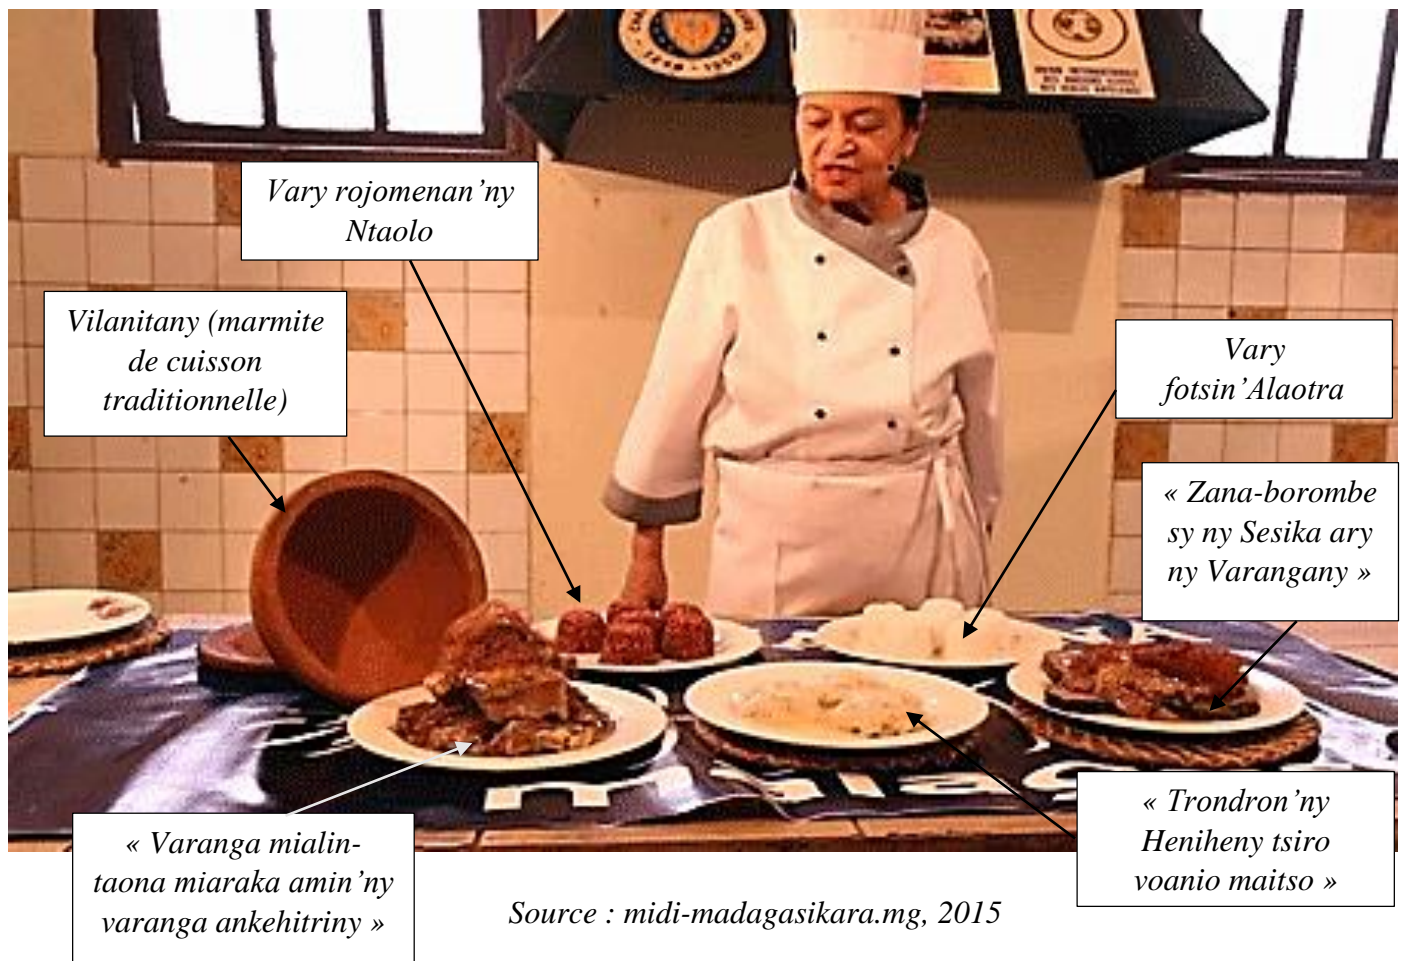 Vary rojomenan’ny
Ntaolo
Vilanitany (marmite
de cuisson
traditionnelle)
Vary
fotsin’Alaotra
« Zana-borombe
sy ny Sesika ary
ny Varangany »
« Trondron’ny
Heniheny tsiro
voanio maitso »
« Varanga mialin-
taona miaraka amin’ny
varanga ankehitriny »
Source : midi-madagasikara.mg, 2015